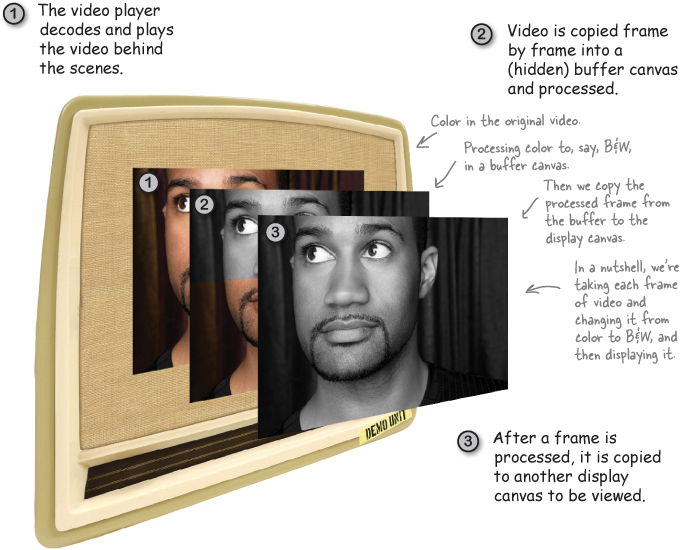 1 The video player
decodes and plays
the video behind
the scenes.
2 Video is copied frame
by frame into a
(hidden) buffer canvas
and processed.
Color in the original video.
Processing color to, say, B&W,
in a buffer canvas.
Then we copy the
processed frame from
the buffer to the
display canvas.
In a nutshell, we're
taking each frame
of video and
changing it from
color to B&W, and
then displaying it.
1
2
3
DEMO UNIT
3 After a frame is
processed, it is copied
to another display
canvas to be viewed.